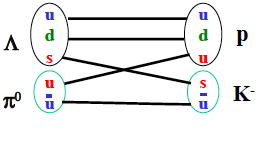 u u
d d p
Λ s u
u s
π⁰ ū ū K⁻